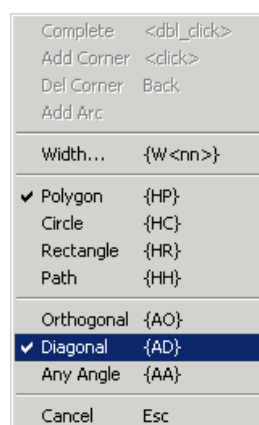 Complete <dbl_click>
Add Corner <click>
Del Corner Back
Add Arc
Width... {W<nn>}
Polygon {HP}
Circle {HC}
Rectangle {HR}
Path {HH}
Orthogonal {AO}
Diagonal {AD}
Any Angle {AA}
Cancel Esc